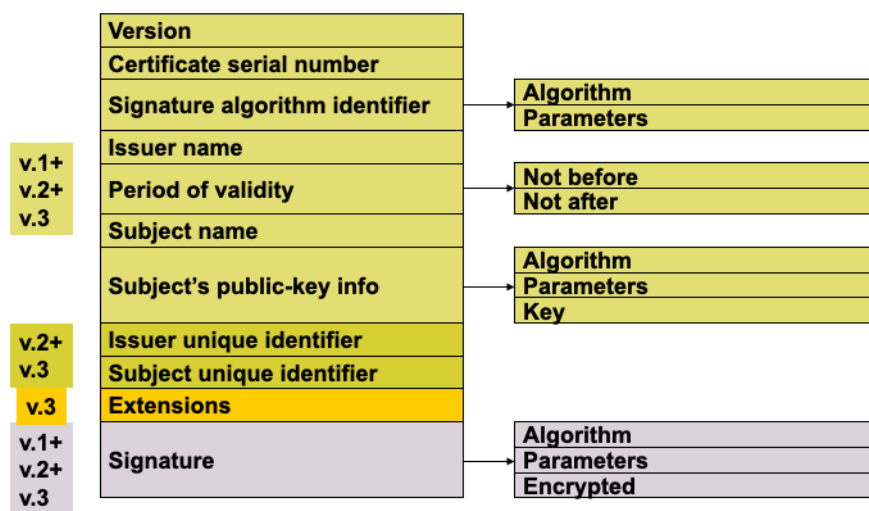 Version
Certificate serial number
Signature algorithm identifier
Algorithm
Parameters
v.1+
v.2+
v.3
Issuer name
Period of validity
Not before
Not after
Subject name
Subject's public-key info
Algorithm
Parameters
Key
v.2+
v.3
Issuer unique identifier
Subject unique identifier
v.3
Extensions
v.1+
v.2+
v.3
Signature
Algorithm
Parameters
Encrypted